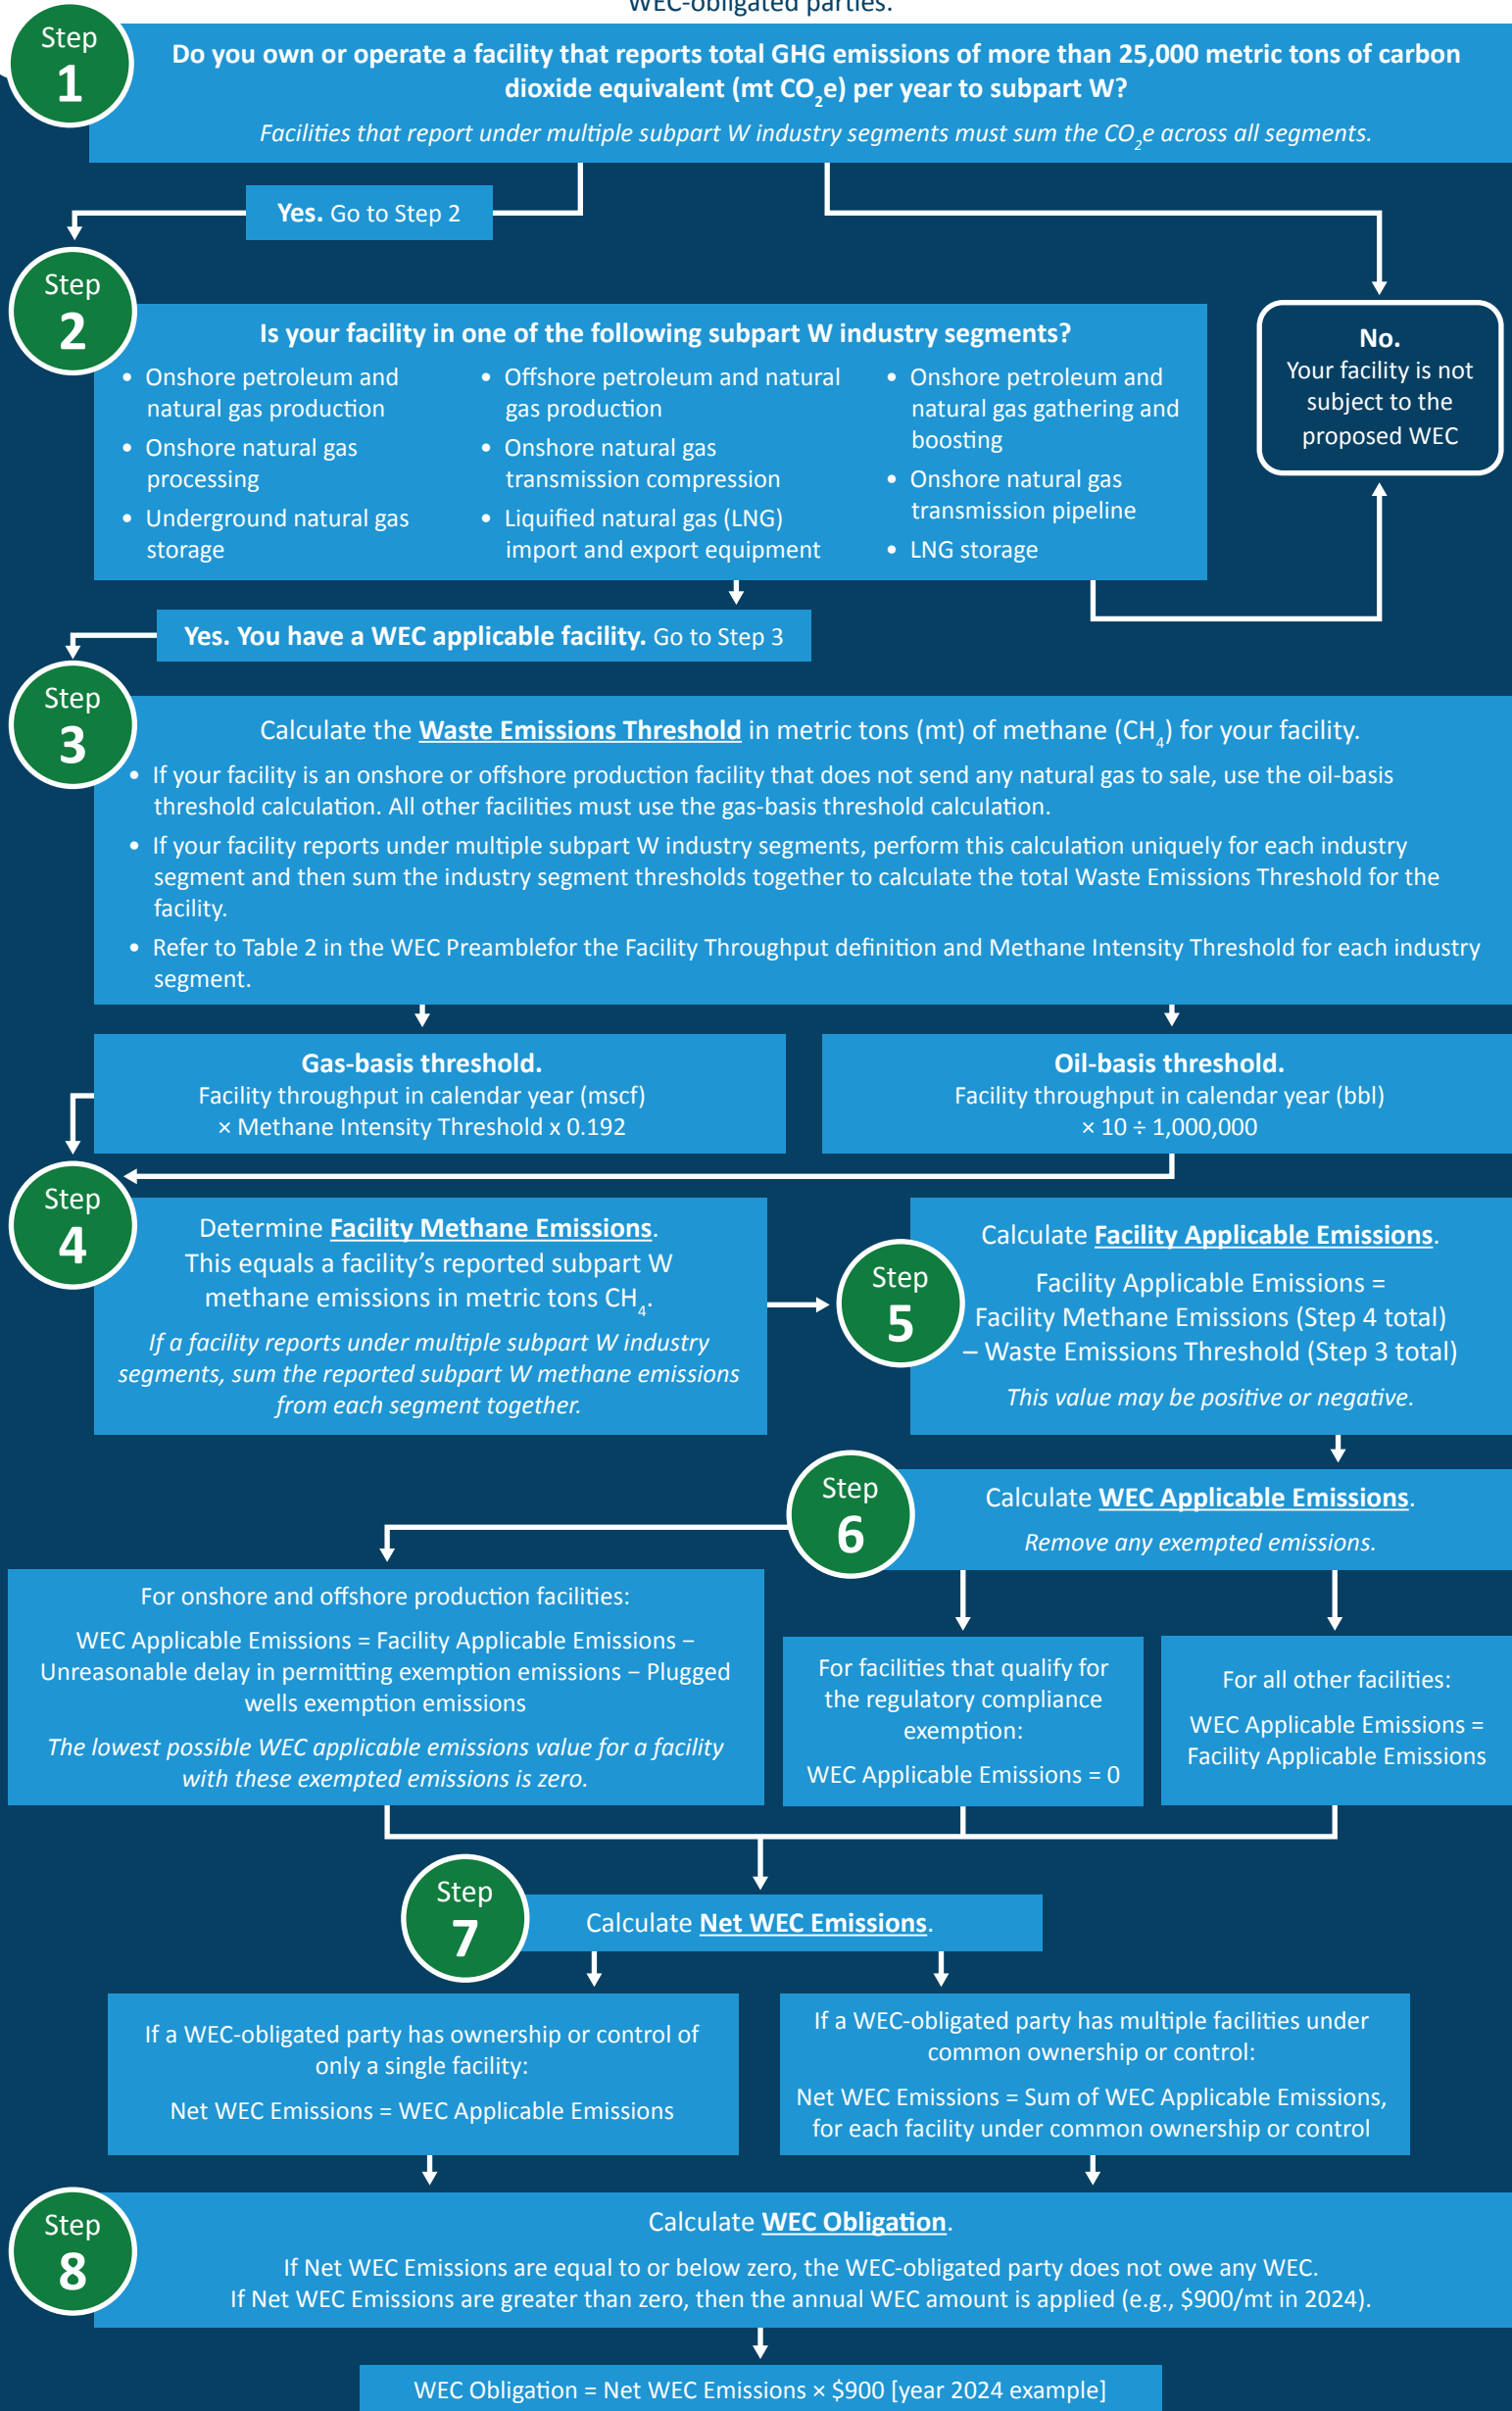 WEC-obligated parties.
Step
1
Do you own or operate a facility that reports total GHG emissions of more than 25,000 metric tons of carbon
dioxide equivalent (mt CO₂e) per year to subpart W?
Facilities that report under multiple subpart W industry segments must sum the CO₂e across all segments.
Yes. Go to Step 2
Step
2
Is your facility in one of the following subpart W industry segments?
• Onshore petroleum and
natural gas production
• Onshore natural gas
processing
• Underground natural gas
storage
• Offshore petroleum and natural
gas production
• Onshore natural gas
transmission compression
• Liquified natural gas (LNG)
import and export equipment
• Onshore petroleum and
natural gas gathering and
boosting
• Onshore natural gas
transmission pipeline
• LNG storage
No.
Your facility is not
subject to the
proposed WEC
Yes. You have a WEC applicable facility. Go to Step 3
Step
3
Calculate the Waste Emissions Threshold in metric tons (mt) of methane (CH₄) for your facility.
• If your facility is an onshore or offshore production facility that does not send any natural gas to sale, use the oil-basis
threshold calculation. All other facilities must use the gas-basis threshold calculation.
• If your facility reports under multiple subpart W industry segments, perform this calculation uniquely for each industry
segment and then sum the industry segment thresholds together to calculate the total Waste Emissions Threshold for the
facility.
• Refer to Table 2 in the WEC Preamblefor the Facility Throughput definition and Methane Intensity Threshold for each industry
segment.
Gas-basis threshold.
Facility throughput in calendar year (mscf)
× Methane Intensity Threshold x 0.192
Oil-basis threshold.
Facility throughput in calendar year (bbl)
× 10 ÷ 1,000,000
Step
4
Determine Facility Methane Emissions.
This equals a facility’s reported subpart W
methane emissions in metric tons CH₄.
If a facility reports under multiple subpart W industry
segments, sum the reported subpart W methane emissions
from each segment together.
Step
5
Calculate Facility Applicable Emissions.
Facility Applicable Emissions =
Facility Methane Emissions (Step 4 total)
– Waste Emissions Threshold (Step 3 total)
This value may be positive or negative.
Step
6
Calculate WEC Applicable Emissions.
Remove any exempted emissions.
For onshore and offshore production facilities:
WEC Applicable Emissions = Facility Applicable Emissions −
Unreasonable delay in permitting exemption emissions − Plugged
wells exemption emissions
The lowest possible WEC applicable emissions value for a facility
with these exempted emissions is zero.
For facilities that qualify for
the regulatory compliance
exemption:
WEC Applicable Emissions = 0
For all other facilities:
WEC Applicable Emissions =
Facility Applicable Emissions
Step
7
Calculate Net WEC Emissions.
If a WEC-obligated party has ownership or control of
only a single facility:
Net WEC Emissions = WEC Applicable Emissions
If a WEC-obligated party has multiple facilities under
common ownership or control:
Net WEC Emissions = Sum of WEC Applicable Emissions,
for each facility under common ownership or control
Step
8
Calculate WEC Obligation.
If Net WEC Emissions are equal to or below zero, the WEC-obligated party does not owe any WEC.
If Net WEC Emissions are greater than zero, then the annual WEC amount is applied (e.g., $900/mt in 2024).
WEC Obligation = Net WEC Emissions × $900 [year 2024 example]